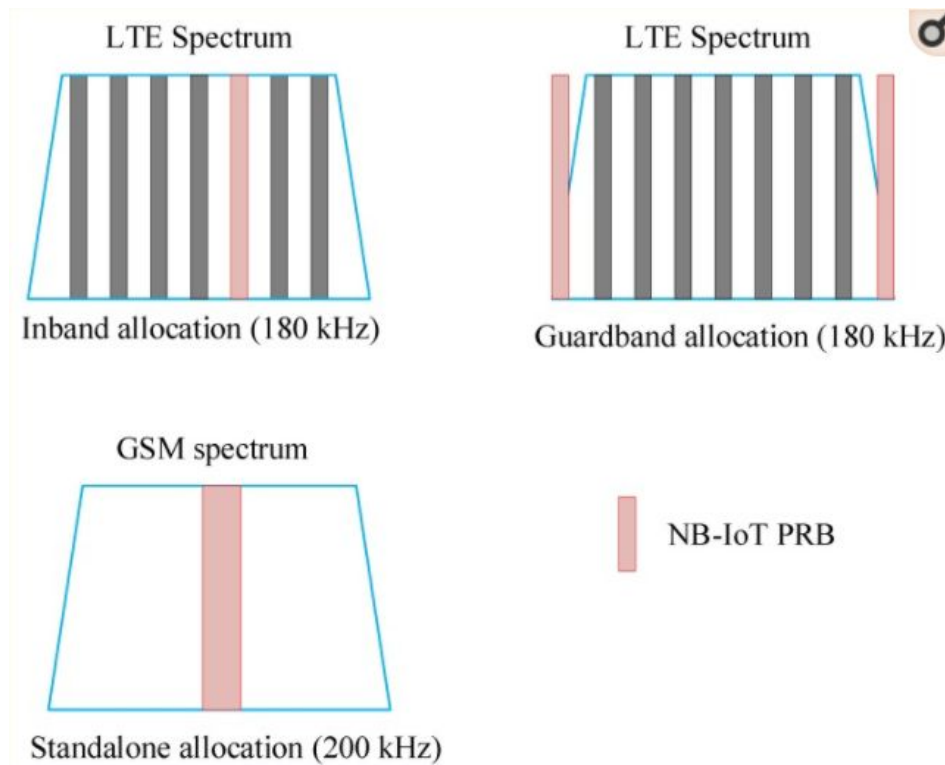 LTE Spectrum
LTE Spectrum
Inband allocation (180 kHz)
Guardband allocation (180 kHz)
GSM spectrum
NB-IoT PRB
Standalone allocation (200 kHz)